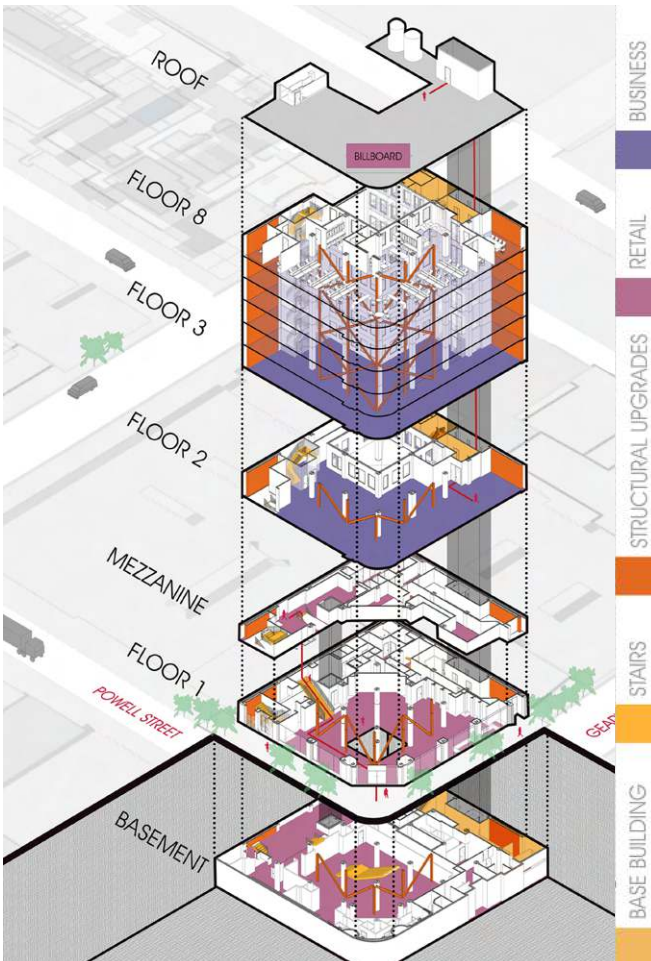 ROOF
BILLBOARD
FLOOR 8
FLOOR 3
FLOOR 2
MEZZANINE
FLOOR 1
POWELL STREET
BASEMENT
BUSINESS
RETAIL
STRUCTURAL UPGRADES
STAIRS
BASE BUILDING